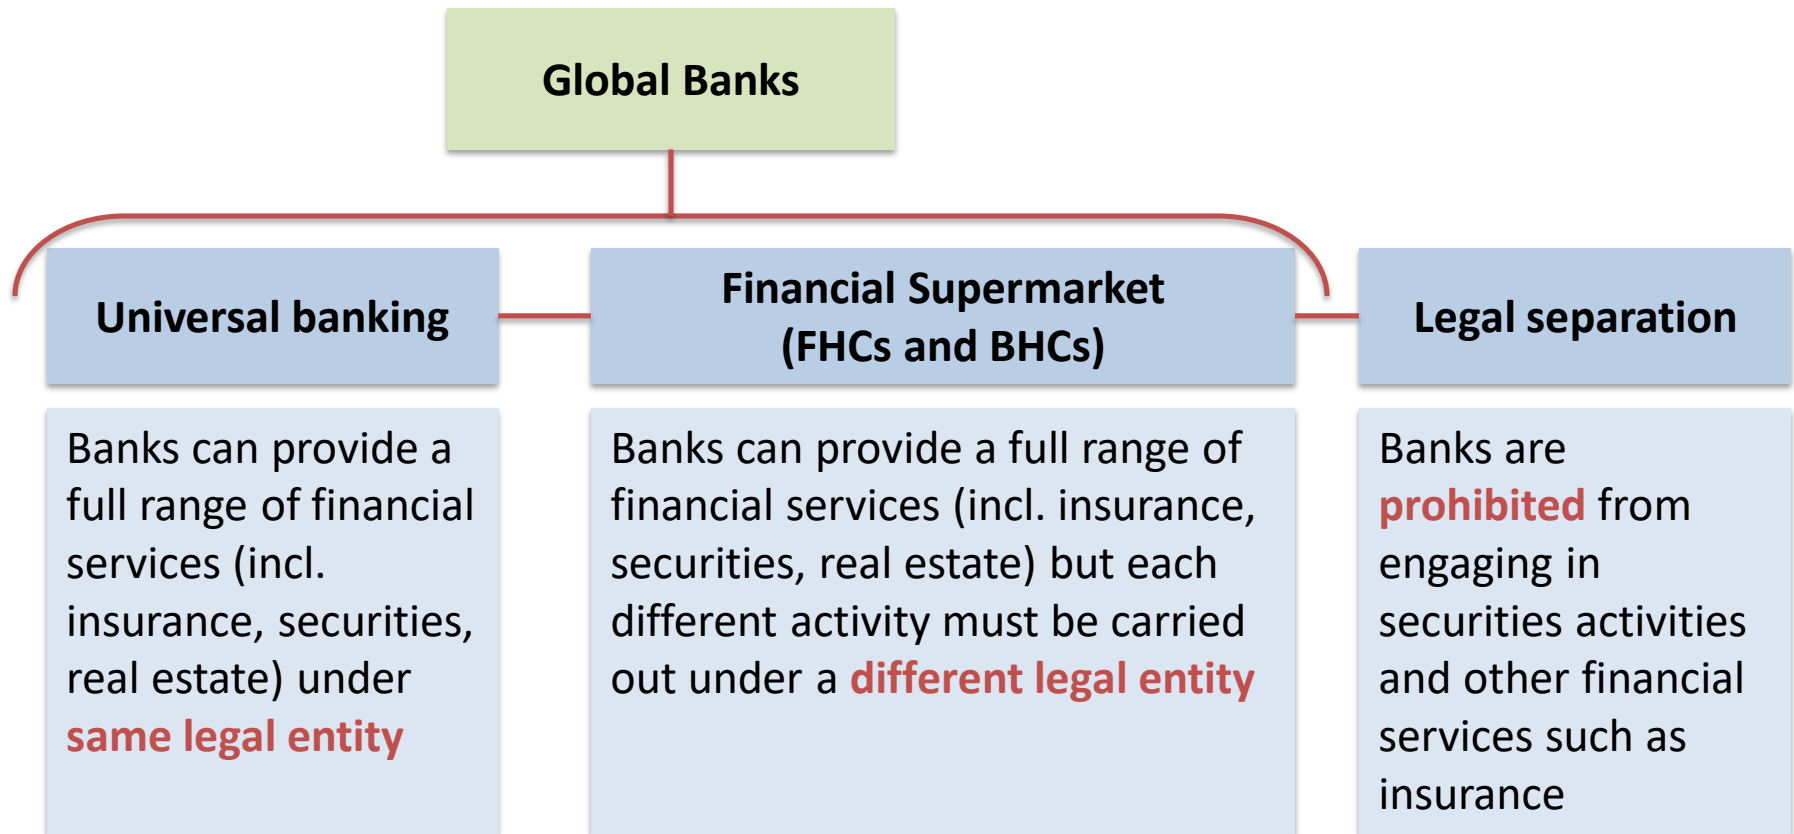 Global Banks
Universal banking
Banks can provide a
full range of financial
services (incl.
insurance, securities,
real estate) under
same legal entity
Financial Supermarket
(FHCs and BHCs)
Banks can provide a full range of
financial services (incl. insurance,
securities, real estate) but each
different activity must be carried
out under a different legal entity
Legal separation
Banks are
prohibited from
engaging in
securities activities
and other financial
services such as
insurance